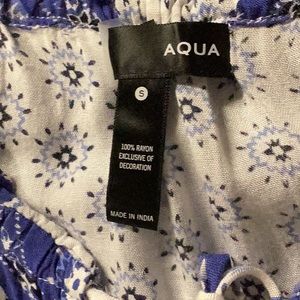 AQUA
S
100% RAYON
EXCLUSIVE OF
DECORATION
MADE IN INDIA